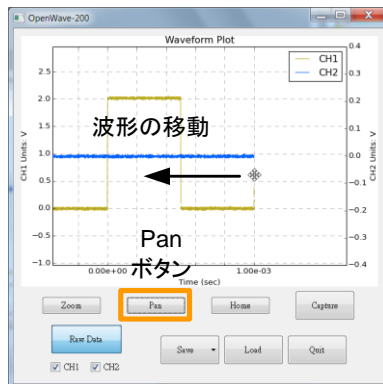 OpenWave-200
Waveform Plot
CH1
CH2
2.5
2.0
1.5
1.0
0.5
0.0
−0.5
−1.0
CH1 Units: V
0.4
0.3
0.2
0.1
0.0
−0.1
−0.2
−0.3
−0.4
CH2 Units: V
波形の移動
Pan
ボタン
0.00e+00 1.00e-03
Time (sec)
Zoom Pan Home Capture
Raw Data Save Load Quit
CH1 CH2